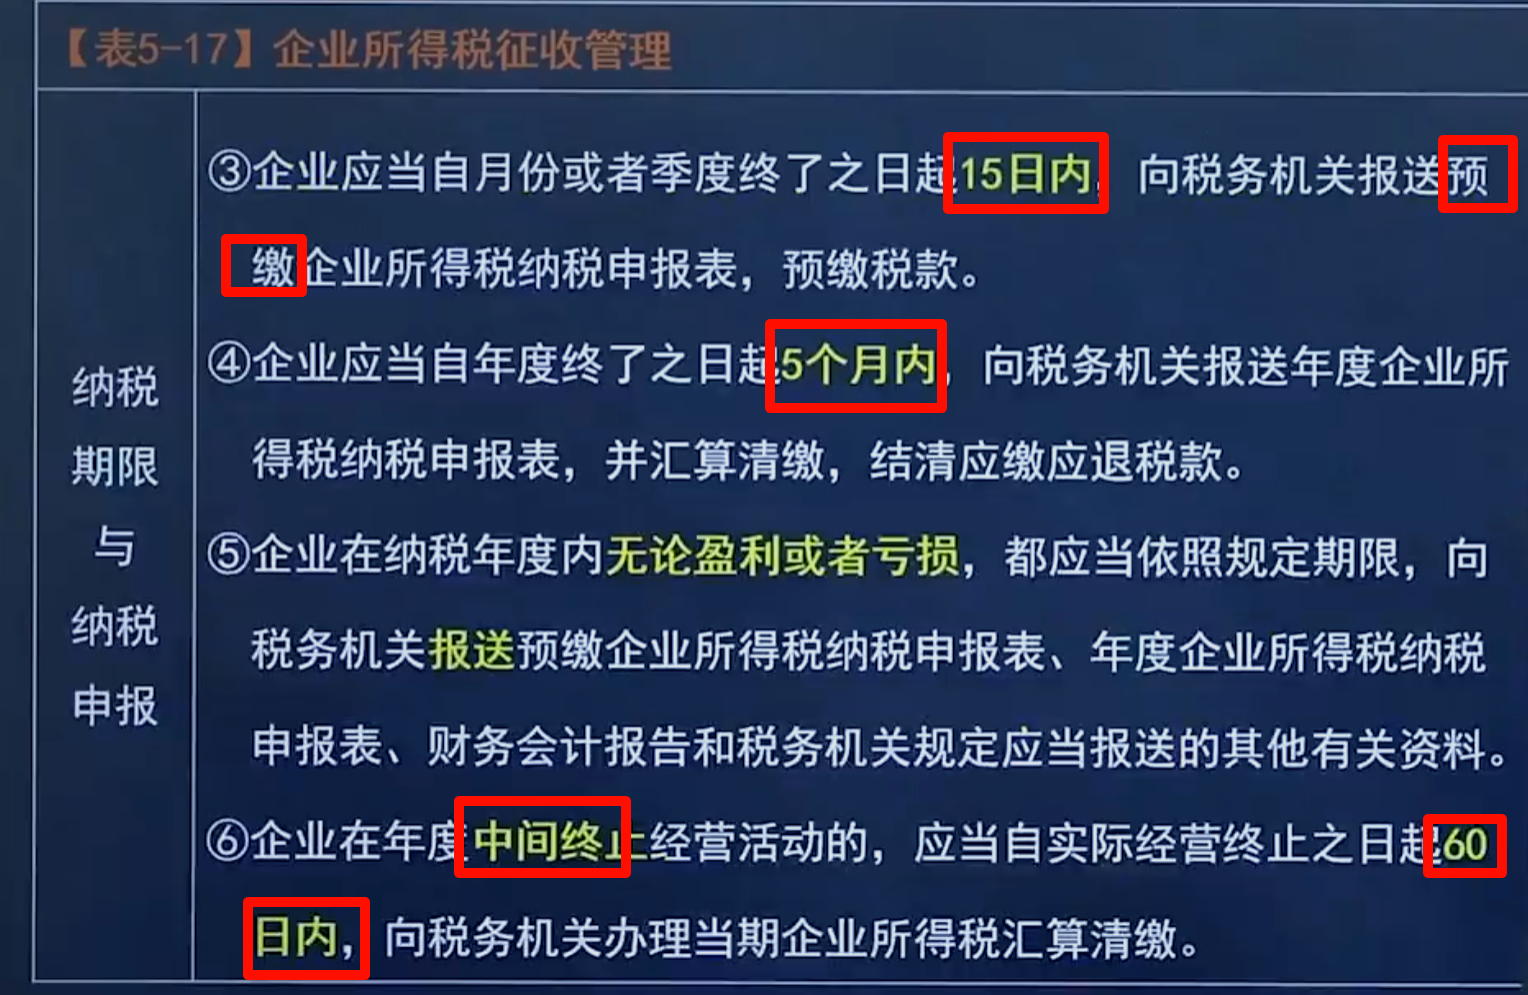 【表5-17】企业所得税征收管理
纳税
期限
与
纳税
申报
③企业应当自月份或者季度终了之日起15日内，向税务机关报送预
缴企业所得税纳税申报表，预缴税款。
④企业应当自年度终了之日起5个月内，向税务机关报送年度企业所
得税纳税申报表，并汇算清缴，结清应缴应退税款。
⑤企业在纳税年度内无论盈利或者亏损，都应当依照规定期限，向
税务机关报送预缴企业所得税纳税申报表、年度企业所得税纳税
申报表、财务会计报告和税务机关规定应当报送的其他有关资料。
⑥企业在年度中间终止经营活动的，应当自实际经营终止之日起60
日内，向税务机关办理当期企业所得税汇算清缴。